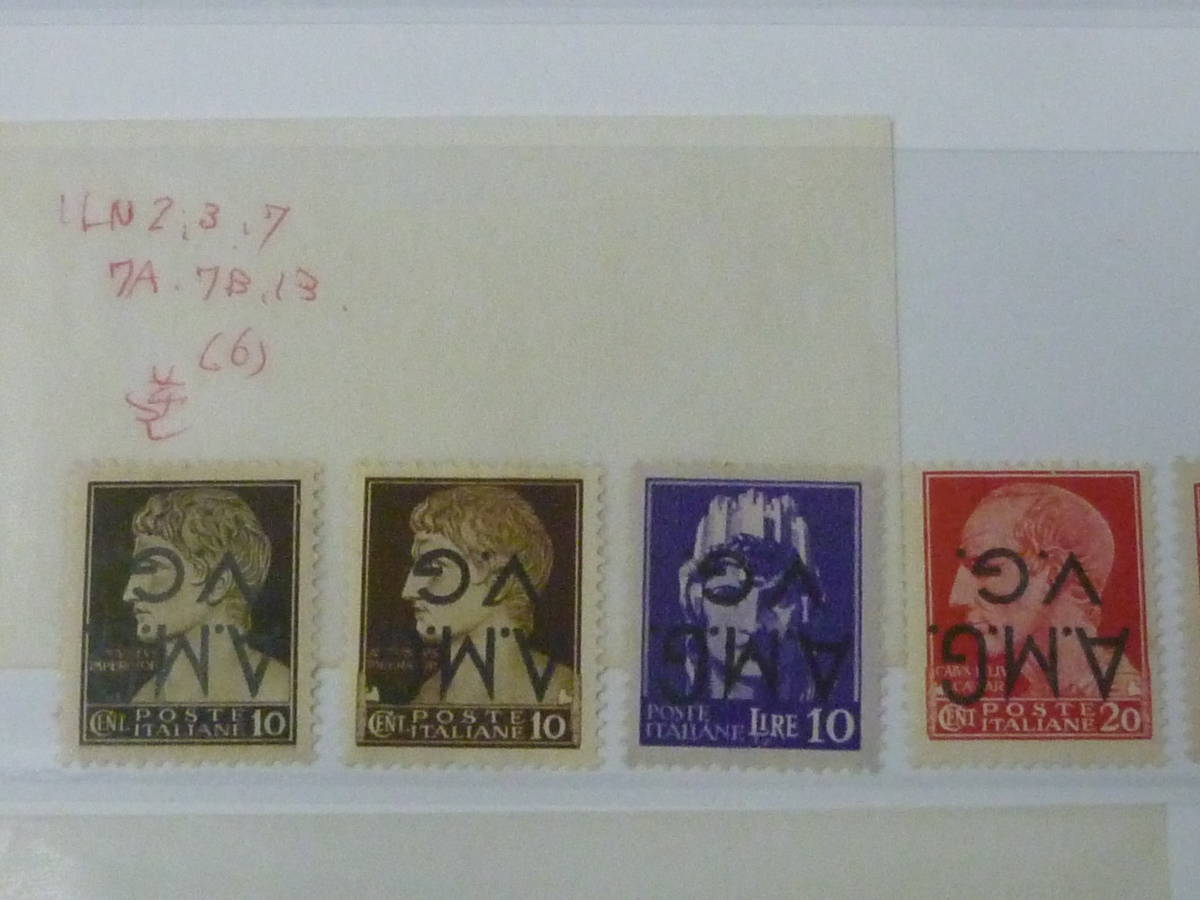 1LN 2, 3, 7
7A. 7B, 13
(6)
V.G
A.M.
CENT POSTE ITALIANE 10
V.G
A.M.
CENT POSTE ITALIANE 10
V.G
A.M.G.
POSTE ITALIANE LIRE 10
V.G.
A.M.G.
CENT POSTE ITALIANE 20